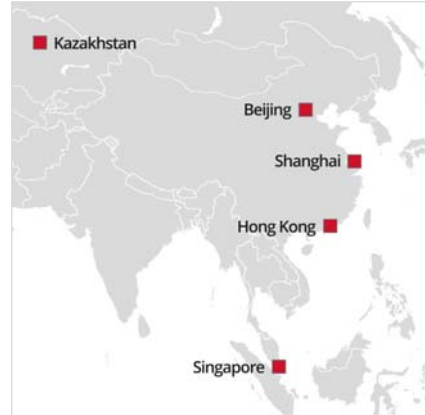 Kazakhstan
Beijing
Shanghai
Hong Kong
Singapore